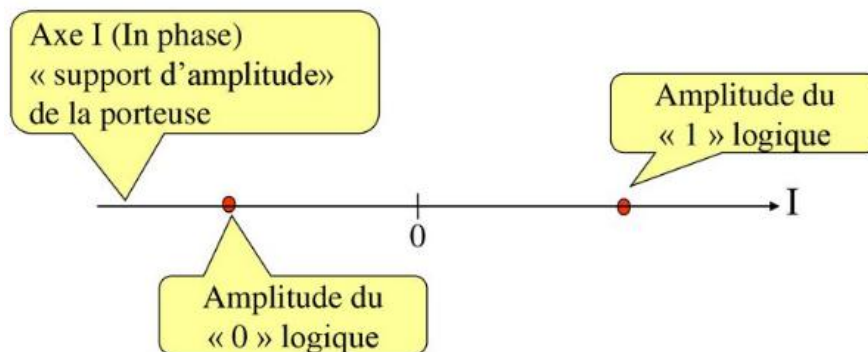 Axe I (In phase)
« support d’amplitude»
de la porteuse
Amplitude du
« 1 » logique
I
0
Amplitude du
« 0 » logique